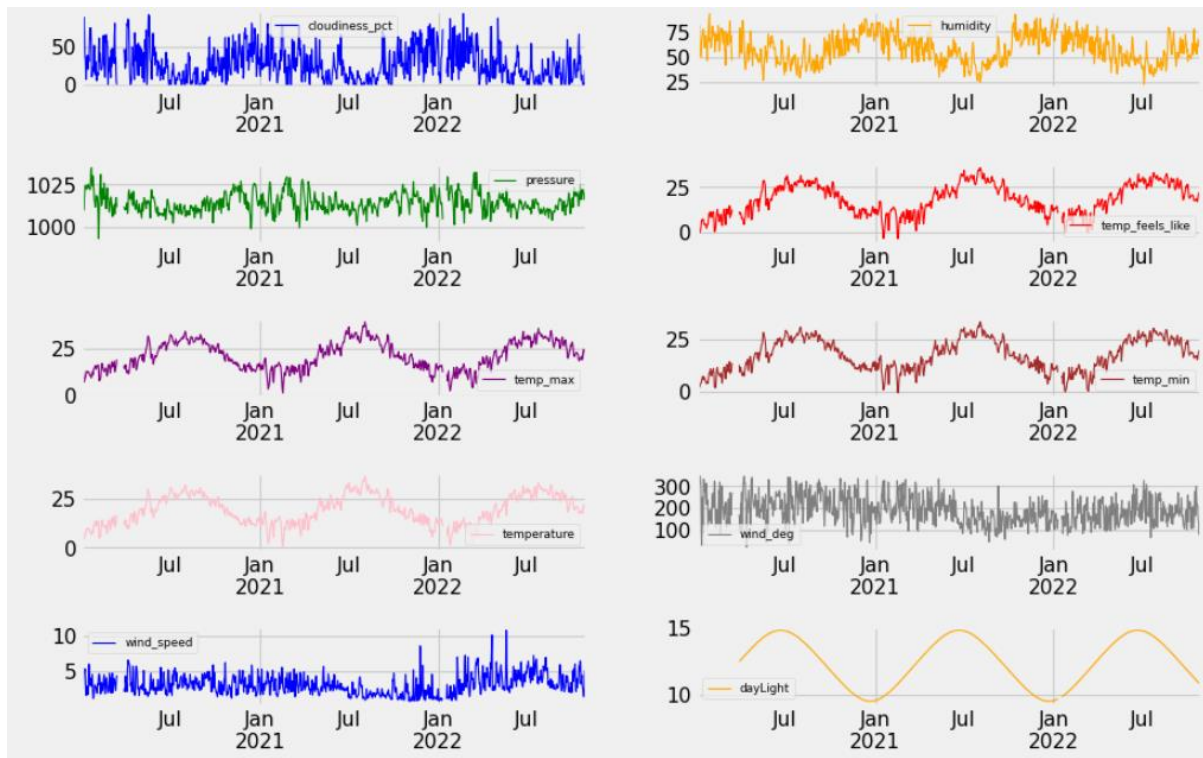 cloudiness_pct
50
0
Jul Jan Jul Jan Jul
2021 2022
humidity
75
50
25
Jul Jan Jul Jan Jul
2021 2022
pressure
1025
1000
Jul Jan Jul Jan Jul
2021 2022
temp_feels_like
25
0
Jul Jan Jul Jan Jul
2021 2022
temp_max
25
0
Jul Jan Jul Jan Jul
2021 2022
temp_min
25
0
Jul Jan Jul Jan Jul
2021 2022
temperature
25
0
Jul Jan Jul Jan Jul
2021 2022
wind_deg
300
200
100
Jul Jan Jul Jan Jul
2021 2022
wind_speed
10
5
Jul Jan Jul Jan Jul
2021 2022
dayLight
15
10
Jul Jan Jul Jan Jul
2021 2022